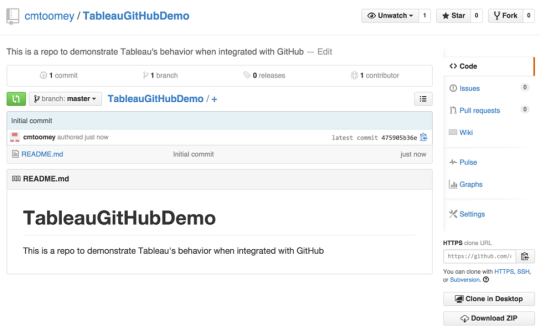 cmtoomey / TableauGitHubDemo
Unwatch 1 Star 0 Fork 0
This is a repo to demonstrate Tableau's behavior when integrated with GitHub — Edit
1 commit 1 branch 0 releases 1 contributor
branch: master TableauGitHubDemo / +
Initial commit
cmtoomey authored just now latest commit 475905b36e
README.md Initial commit just now
README.md
TableauGitHubDemo
This is a repo to demonstrate Tableau's behavior when integrated with GitHub
Code
Issues 0
Pull requests 0
Wiki
Pulse
Graphs
Settings
HTTPS clone URL
https://github.com/
You can clone with HTTPS, SSH,
or Subversion.
Clone in Desktop
Download ZIP